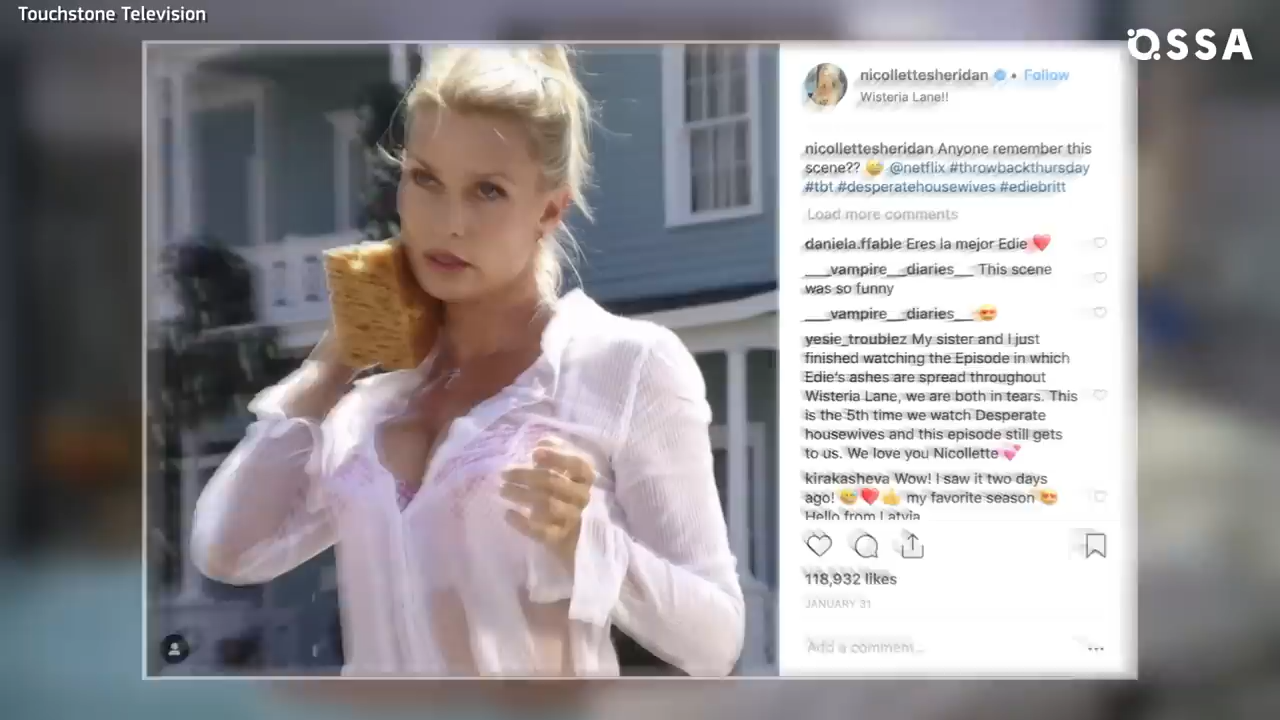 Touchstone Television
OSSA
nicollettesheridan • Follow
Wisteria Lane!!
nicollettesheridan Anyone remember this
scene?? 😅 @netflix #throwbackthursday
#tbt #desperatehousewives #ediebritt
Load more comments
daniela.ffable Eres la mejor Edie ❤️
___vampire__diaries__ This scene
was so funny
___vampire__diaries__ 😍
yesie_troublez My sister and I just
finished watching the Episode in which
Edie's ashes are spread throughout
Wisteria Lane, we are both in tears. This
is the 5th time we watch Desperate
housewives and this episode still gets
to us. We love you Nicollette 💞
kirakasheva Wow! I saw it two days
ago! 😅❤️👍 my favorite season 😍
Hello from Latvia
118,932 likes
JANUARY 31
Add a comment...